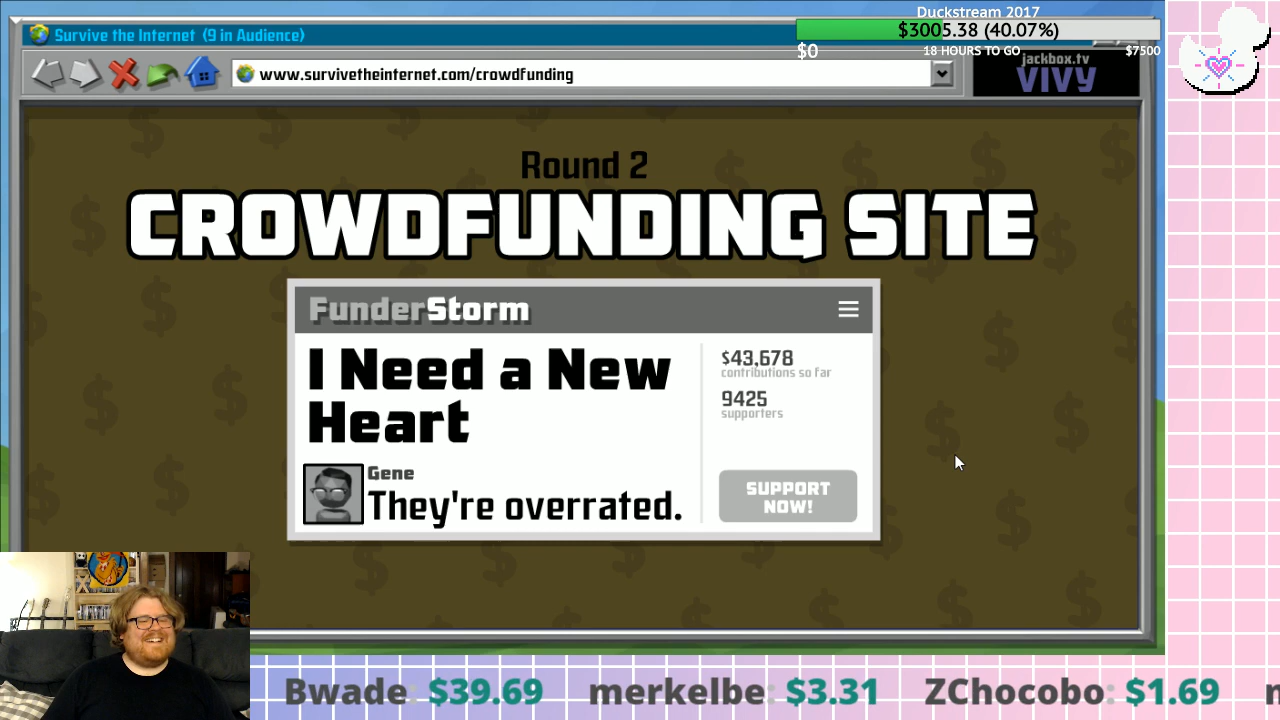 Duckstream 2017
$3005.38 (40.07%)
$0
18 HOURS TO GO
$7500
Survive the Internet (9 in Audience)
www.survivetheinternet.com/crowdfunding
jackbox.tv
VIVY
Round 2
CROWDFUNDING SITE
FunderStorm
I Need a New
Heart
$43,678
contributions so far
9425
supporters
Gene
They're overrated.
SUPPORT
NOW!
Bwade: $39.69 merkelbe: $3.31 ZChocobo: $1.69